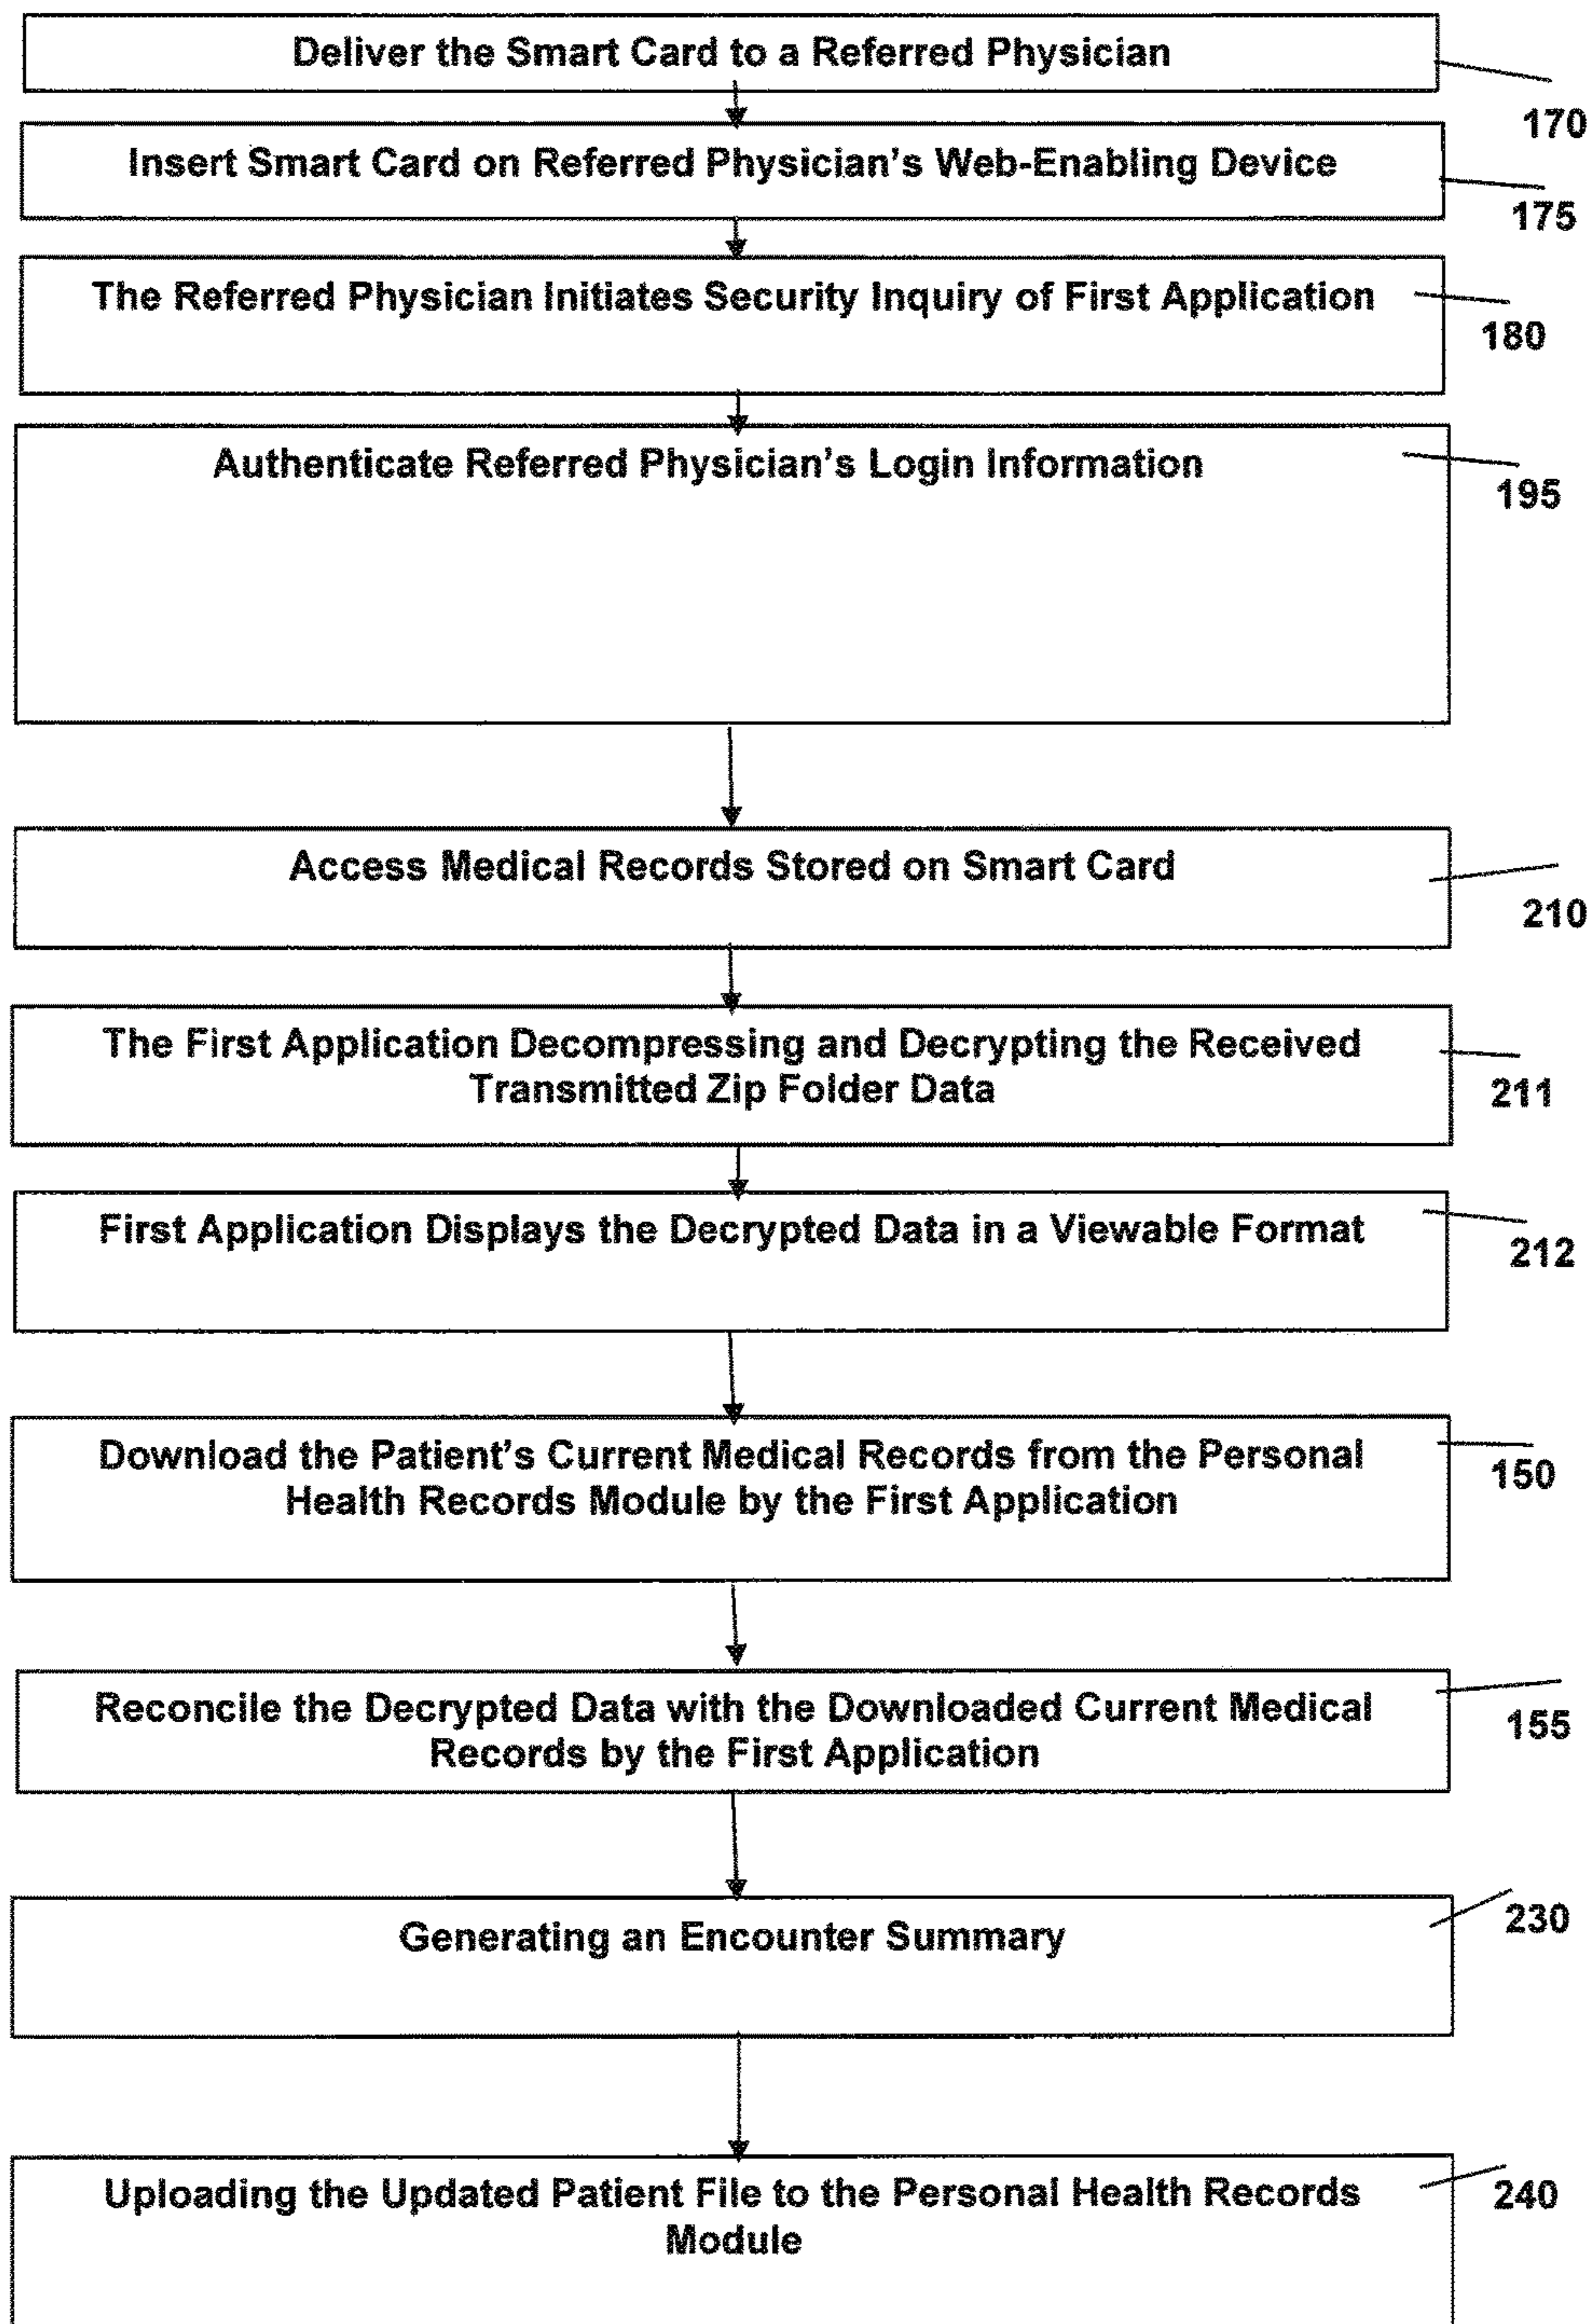 Deliver the Smart Card to a Referred Physician
170
Insert Smart Card on Referred Physician's Web-Enabling Device
175
The Referred Physician Initiates Security Inquiry of First Application
180
Authenticate Referred Physician's Login Information
195
Access Medical Records Stored on Smart Card
210
The First Application Decompressing and Decrypting the Received
Transmitted Zip Folder Data
211
First Application Displays the Decrypted Data in a Viewable Format
212
Download the Patient's Current Medical Records from the Personal
Health Records Module by the First Application
150
Reconcile the Decrypted Data with the Downloaded Current Medical
Records by the First Application
155
Generating an Encounter Summary
230
Uploading the Updated Patient File to the Personal Health Records
Module
240